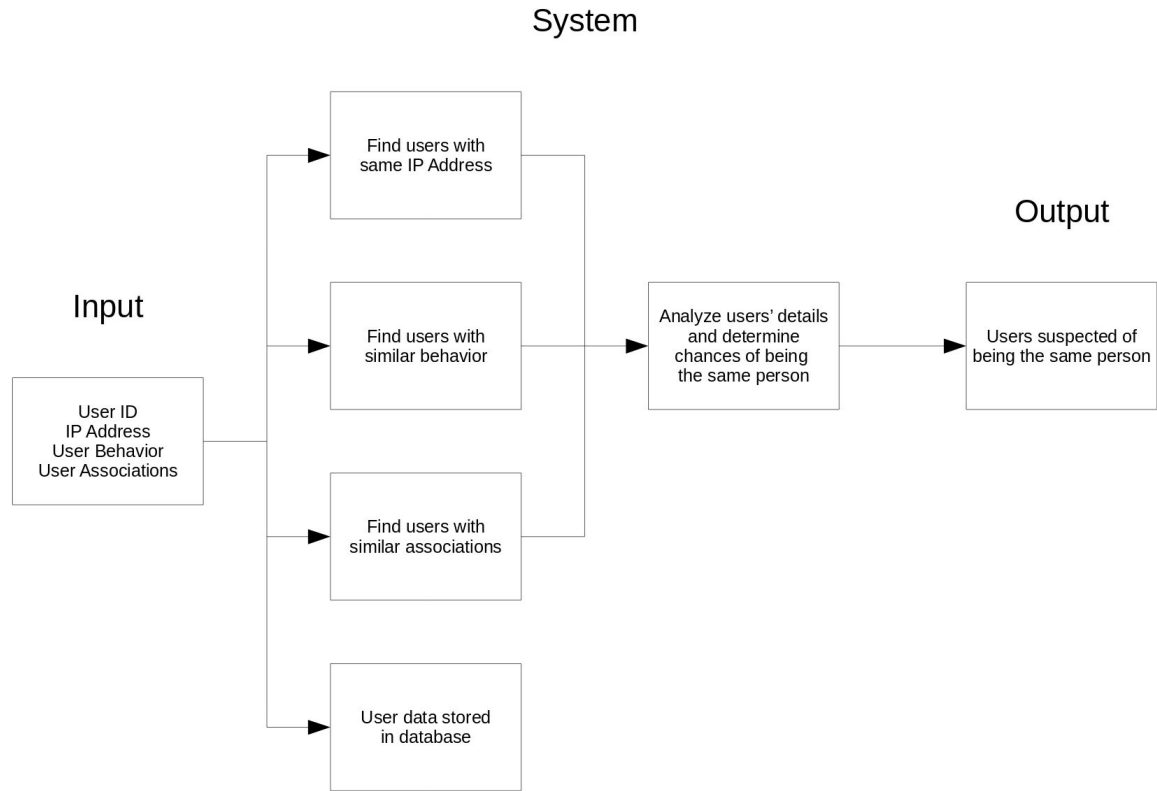 System
Find users with
same IP Address
Output
Input
Find users with
similar behavior
Analyze users’ details
and determine
chances of being
the same person
Users suspected of
being the same person
User ID
IP Address
User Behavior
User Associations
Find users with
similar associations
User data stored
in database